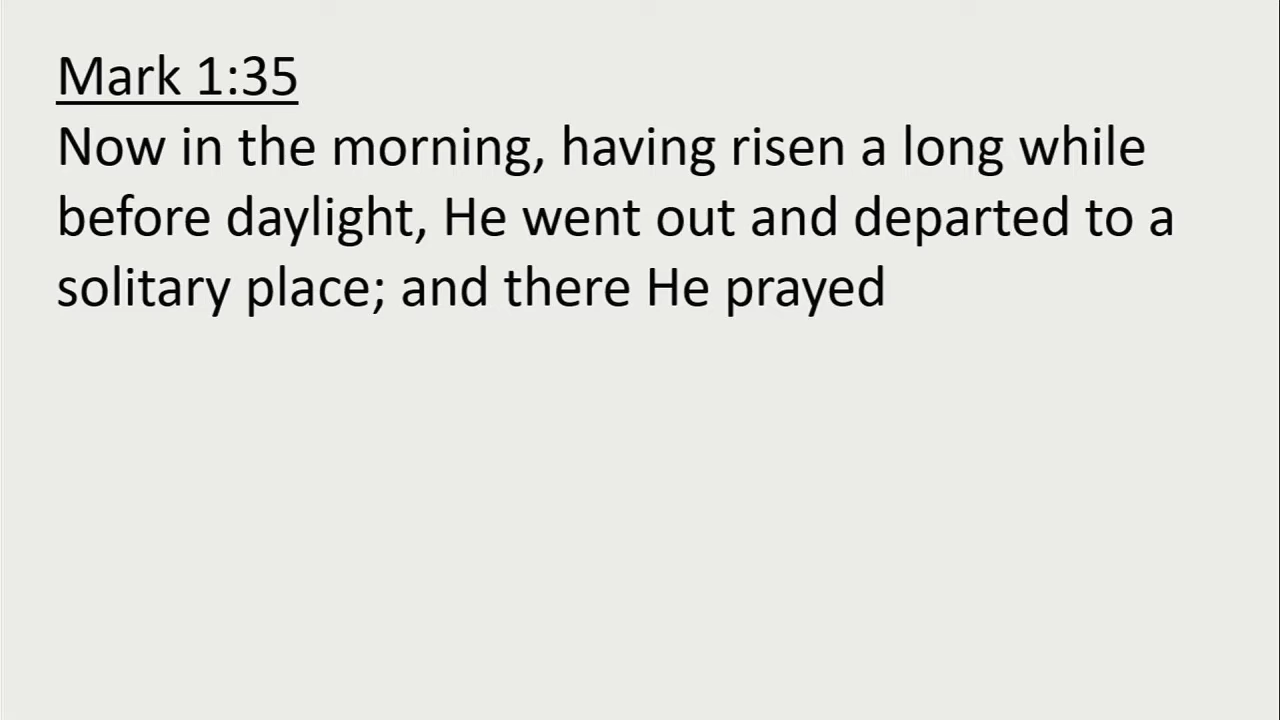 Mark 1:35
Now in the morning, having risen a long while
before daylight, He went out and departed to a
solitary place; and there He prayed